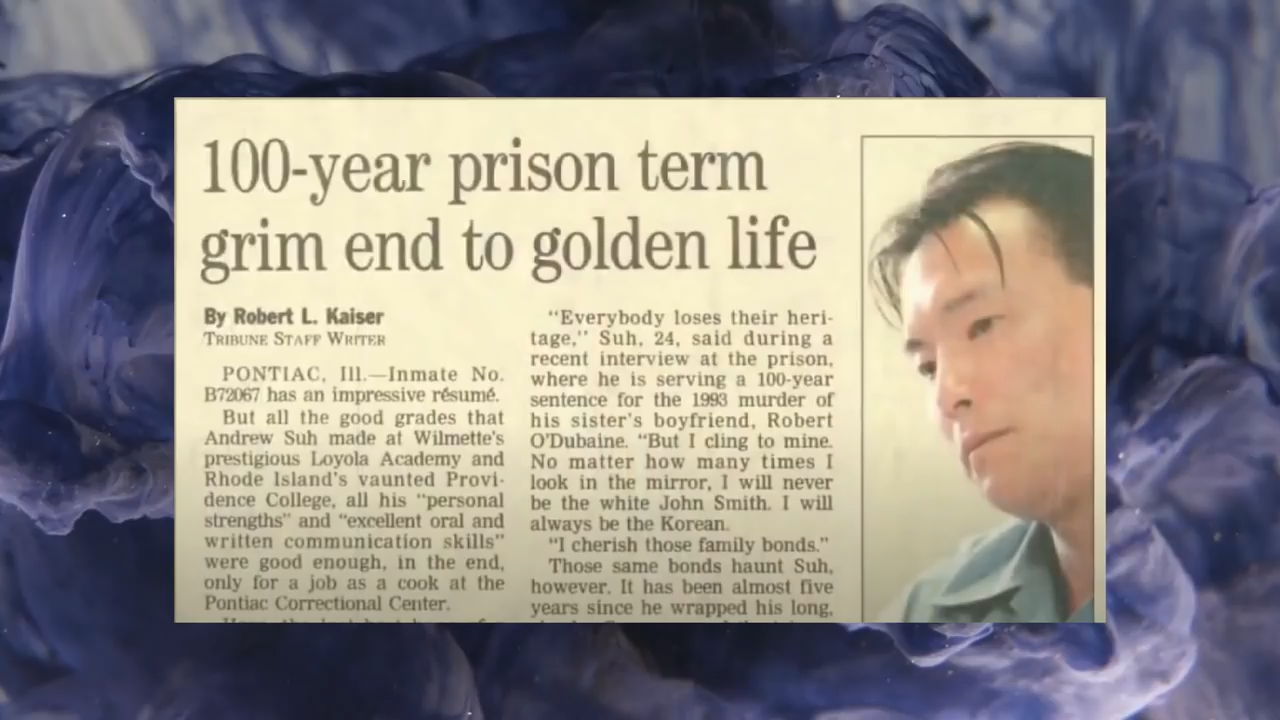 100-year prison term
grim end to golden life
By Robert L. Kaiser
TRIBUNE STAFF WRITER
PONTIAC, Ill.—Inmate No.
B72067 has an impressive résumé.
But all the good grades that
Andrew Suh made at Wilmette's
prestigious Loyola Academy and
Rhode Island's vaunted Provi-
dence College, all his "personal
strengths" and "excellent oral and
written communication skills"
were good enough, in the end,
only for a job as a cook at the
Pontiac Correctional Center.
"Everybody loses their heri-
tage," Suh, 24, said during a
recent interview at the prison,
where he is serving a 100-year
sentence for the 1993 murder of
his sister's boyfriend, Robert
O'Dubaine. "But I cling to mine.
No matter how many times I
look in the mirror, I will never
be the white John Smith. I will
always be the Korean.
"I cherish those family bonds."
Those same bonds haunt Suh,
however. It has been almost five
years since he wrapped his long,